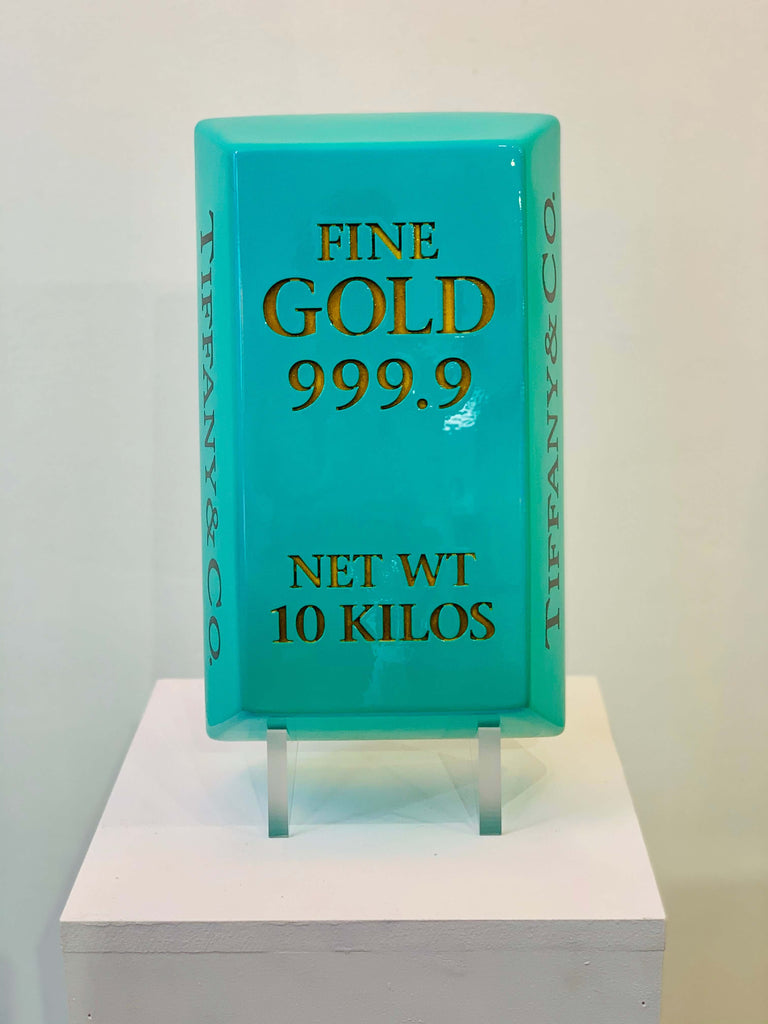 FINE
GOLD
999.9
NET WT
10 KILOS
TIFFANY & CO.
TIFFANY & CO.